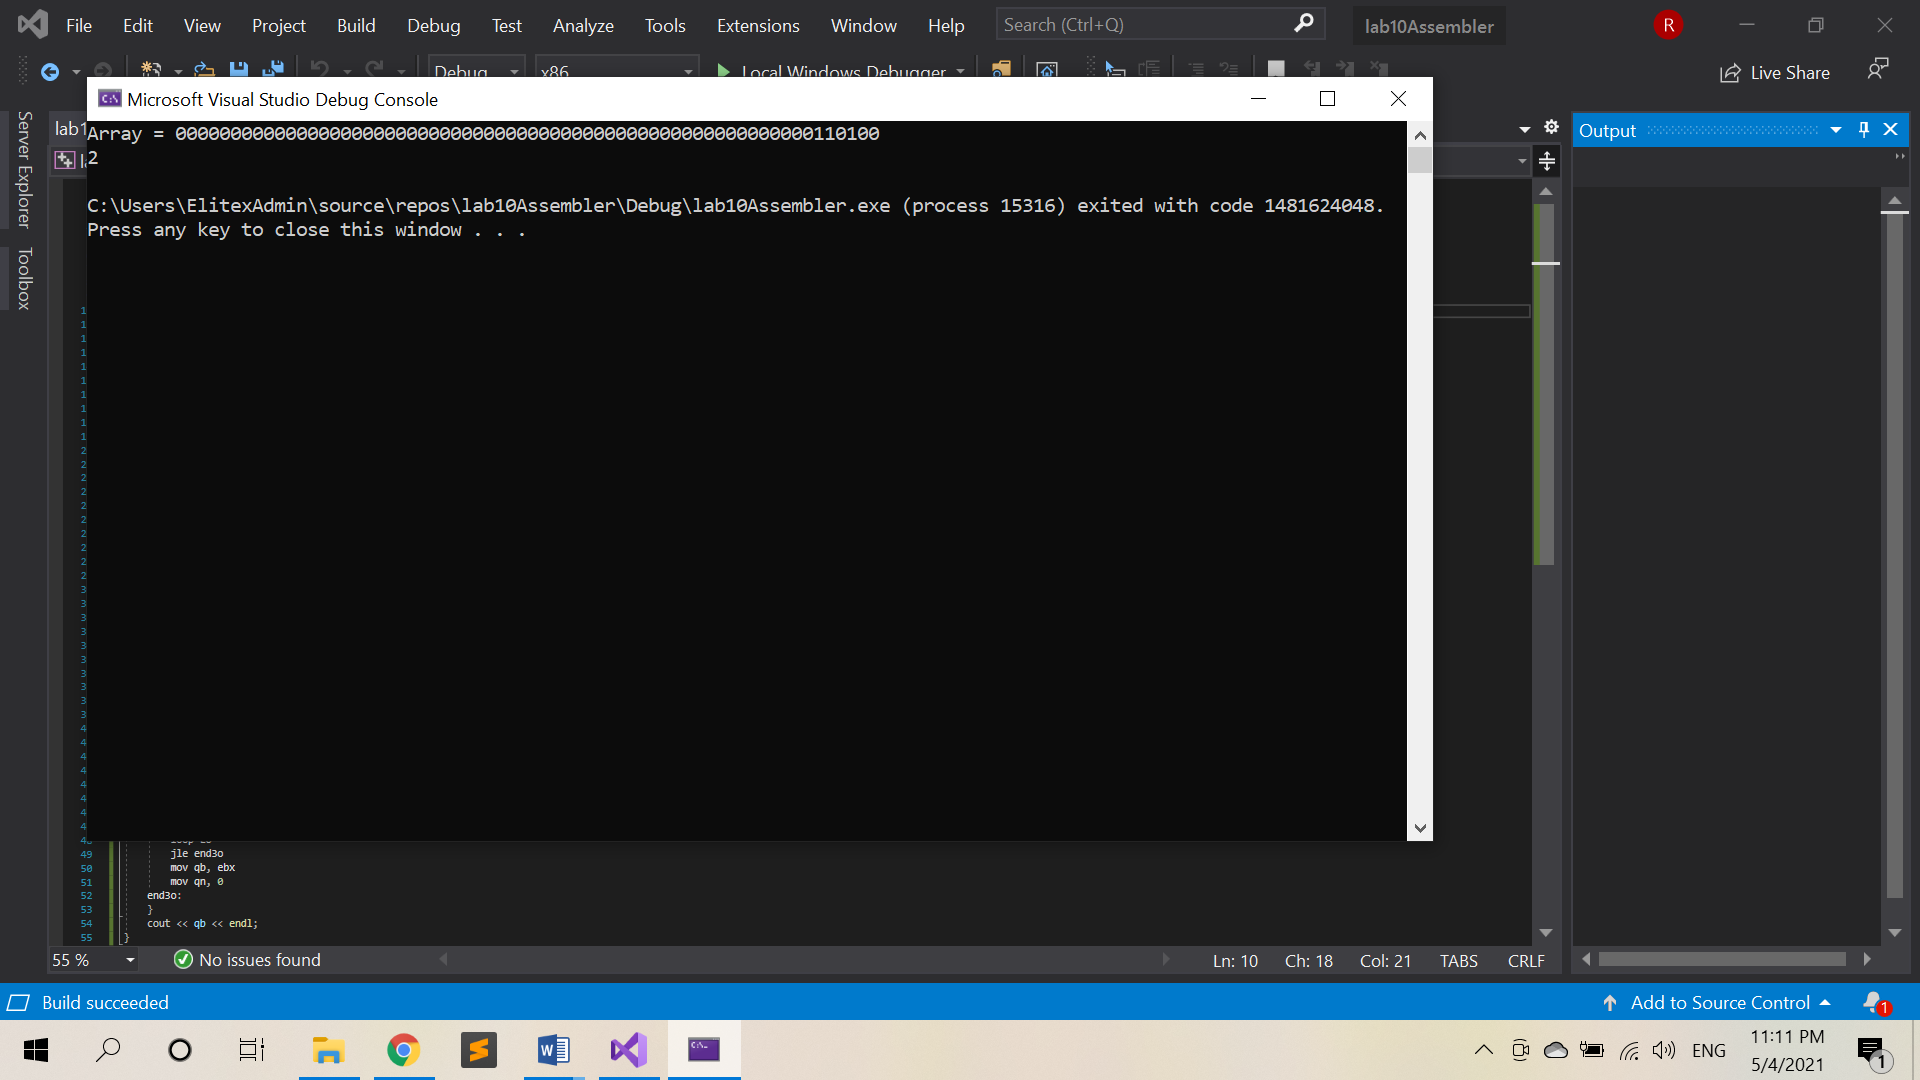 File Edit View Project Build Debug Test Analyze Tools Extensions Window Help Search (Ctrl+Q) lab10Assembler R
Debug x86 Local Windows Debugger Live Share
Microsoft Visual Studio Debug Console
Server Explorer
Toolbox
lab1
Array = 0000000000000000000000000000000000000000000000000000000000110100
2
C:\Users\ElitexAdmin\source\repos\lab10Assembler\Debug\lab10Assembler.exe (process 15316) exited with code 1481624048.
Press any key to close this window . . .
Output
49 jle end3o
50 mov qb, ebx
51 mov qn, 0
52 end3o:
53 }
54 cout << qb << endl;
55 }
55 % No issues found Ln: 10 Ch: 18 Col: 21 TABS CRLF
Build succeeded Add to Source Control 1
ENG 11:11 PM
5/4/2021 1